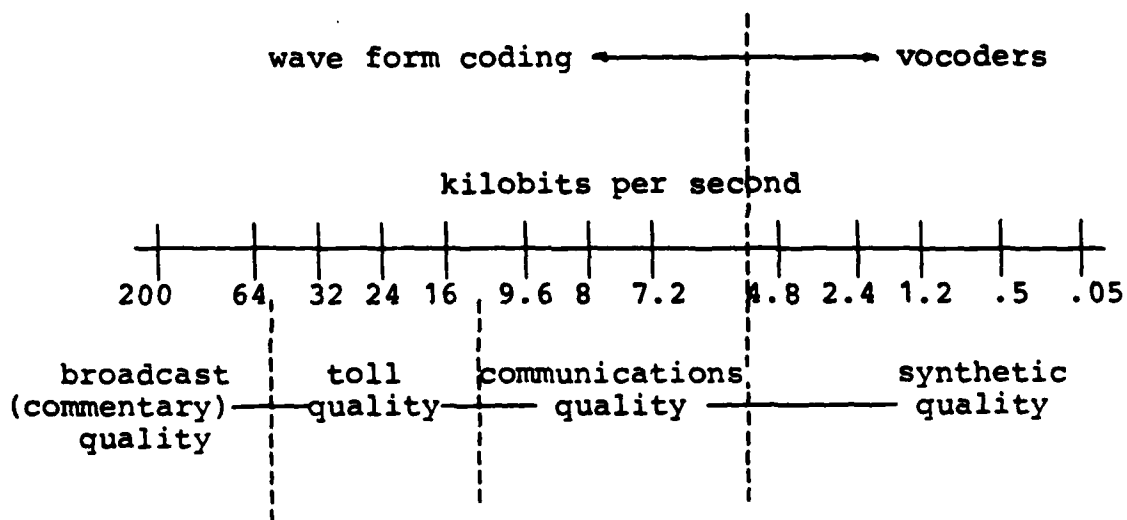 wave form coding vocoders
kilobits per second
200 64 32 24 16 9.6 8 7.2 4.8 2.4 1.2 .5 .05
broadcast toll communications synthetic
(commentary) quality quality quality
quality